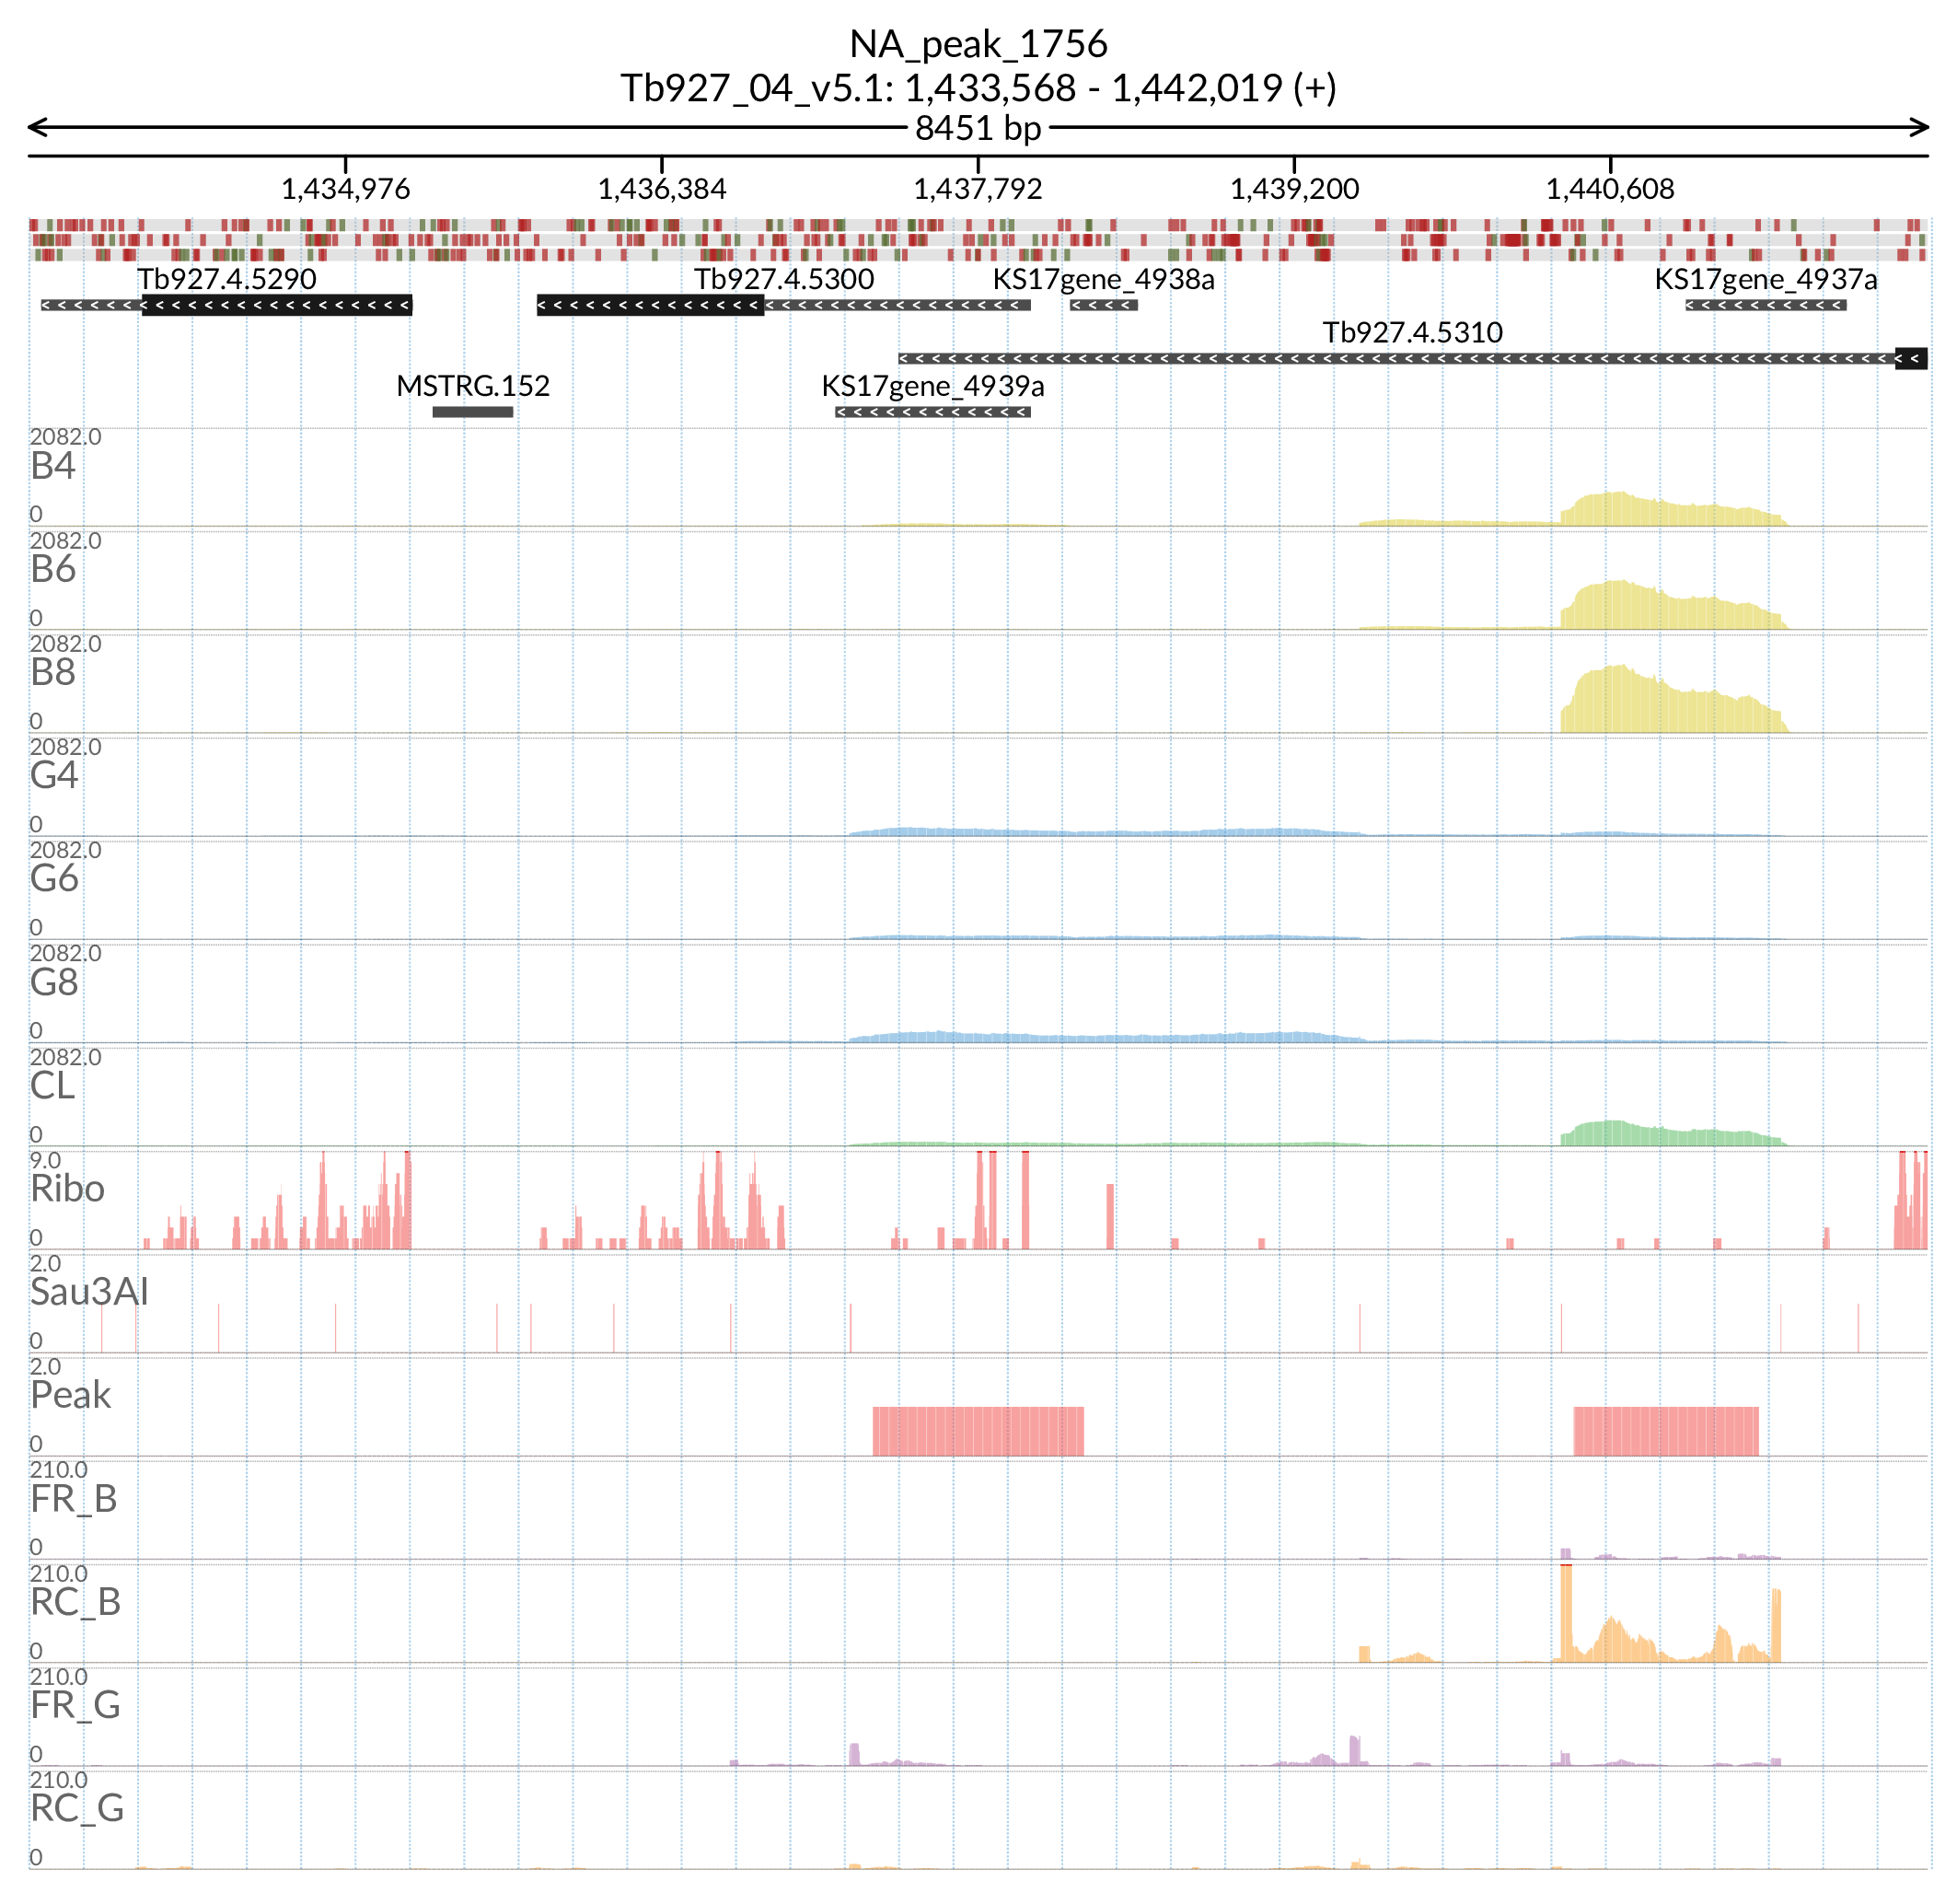 NA_peak_1756
Tb927_04_v5.1: 1,433,568 - 1,442,019 (+)
8451 bp
1,434,976 1,436,384 1,437,792 1,439,200 1,440,608
Tb927.4.5290 Tb927.4.5300 KS17gene_4938a KS17gene_4937a
Tb927.4.5310
MSTRG.152 KS17gene_4939a
2082.0
B4
0
2082.0
B6
0
2082.0
B8
0
2082.0
G4
0
2082.0
G6
0
2082.0
G8
0
2082.0
CL
0
9.0
Ribo
0
2.0
Sau3AI
0
2.0
Peak
0
210.0
FR_B
0
210.0
RC_B
0
210.0
FR_G
0
210.0
RC_G
0